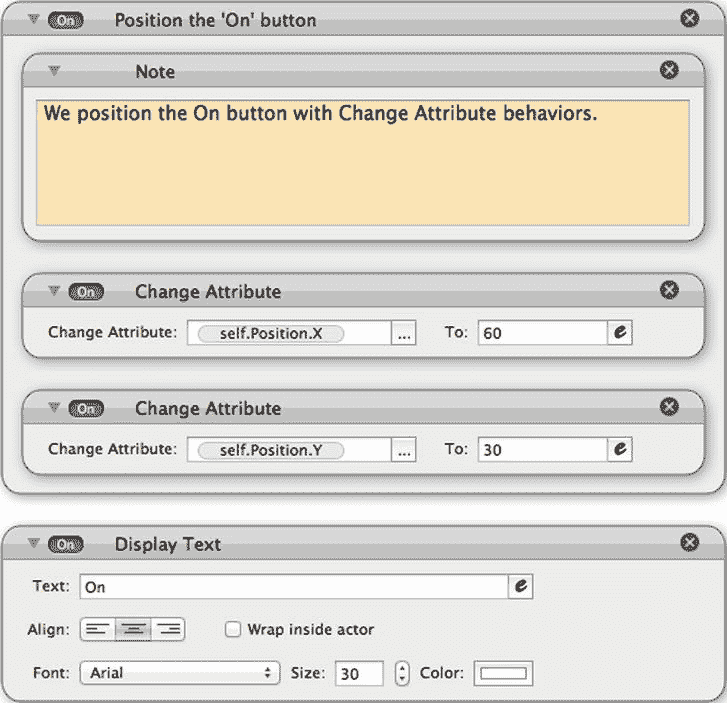 On Position the 'On' button
Note
We position the On button with Change Attribute behaviors.
On Change Attribute
Change Attribute: self.Position.X ... To: 60 e
On Change Attribute
Change Attribute: self.Position.Y ... To: 30 e
On Display Text
Text: On e
Align: Wrap inside actor
Font: Arial Size: 30 Color: